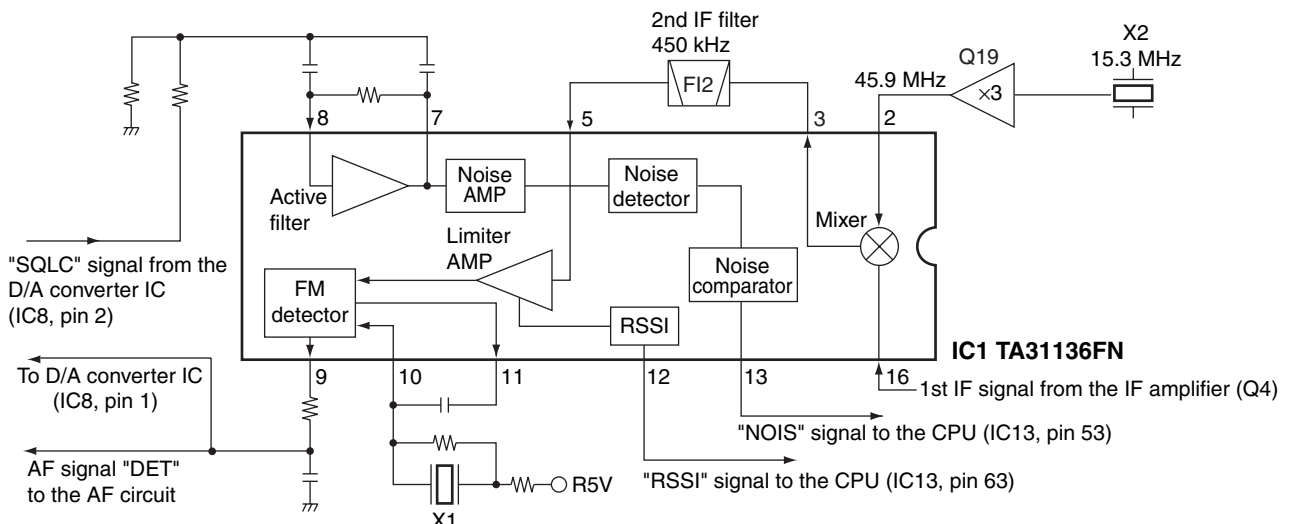 2nd IF filter
450 kHz
FI2
X2
15.3 MHz
Q19
×3
45.9 MHz
8
7
5
3
2
Active
filter
Noise
AMP
Noise
detector
Mixer
Limiter
AMP
"SQLC" signal from the
D/A converter IC
(IC8, pin 2)
FM
detector
Noise
comparator
RSSI
IC1 TA31136FN
9
10
11
12
13
16
To D/A converter IC
(IC8, pin 1)
1st IF signal from the IF amplifier (Q4)
"NOIS" signal to the CPU (IC13, pin 53)
AF signal "DET"
to the AF circuit
R5V
"RSSI" signal to the CPU (IC13, pin 63)
X1